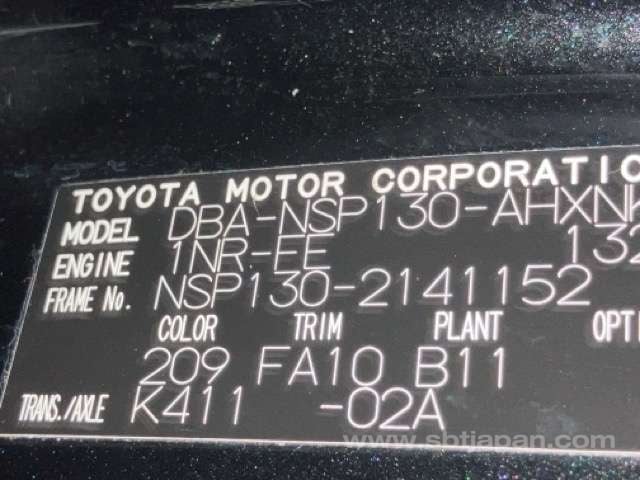 TOYOTA MOTOR CORPORATIO
MODEL DBA-NSP130-AHXNK
ENGINE 1NR-FE 132
FRAME No. NSP130-2141152
COLOR TRIM PLANT OPTI
209 FA10 B11
TRANS./AXLE K411 -02A
www.sbtjapan.com